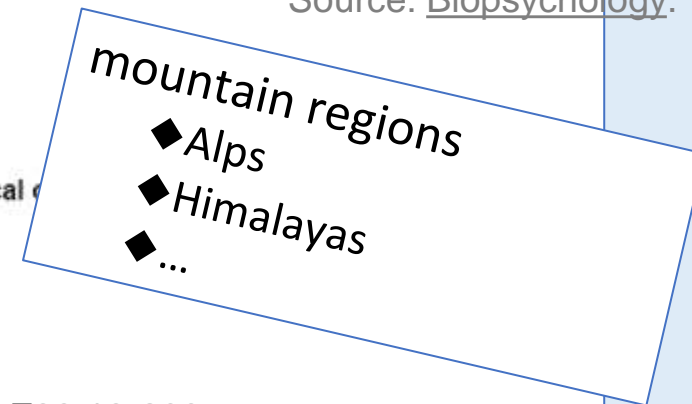 Source: Biopsychology.
mountain regions
◆Alps
◆Himalayas
◆...